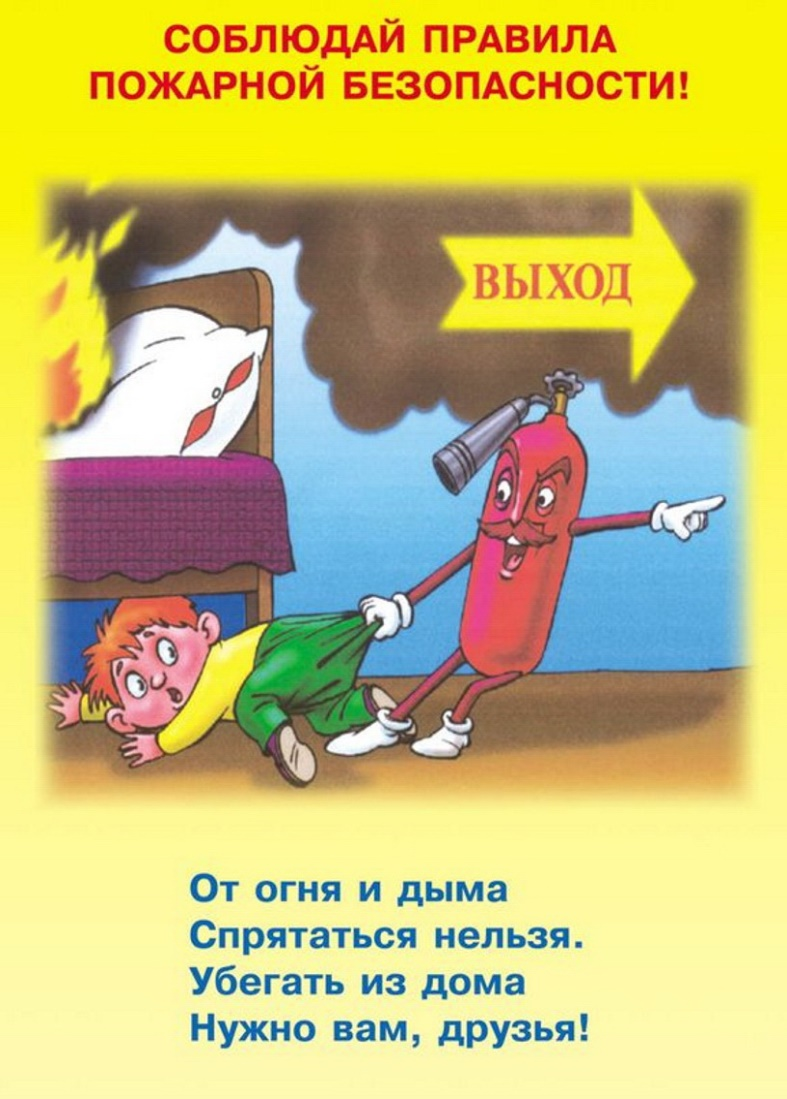 СОБЛЮДАЙ ПРАВИЛА
ПОЖАРНОЙ БЕЗОПАСНОСТИ!
ВЫХОД
От огня и дыма
Спрятаться нельзя.
Убегать из дома
Нужно вам, друзья!